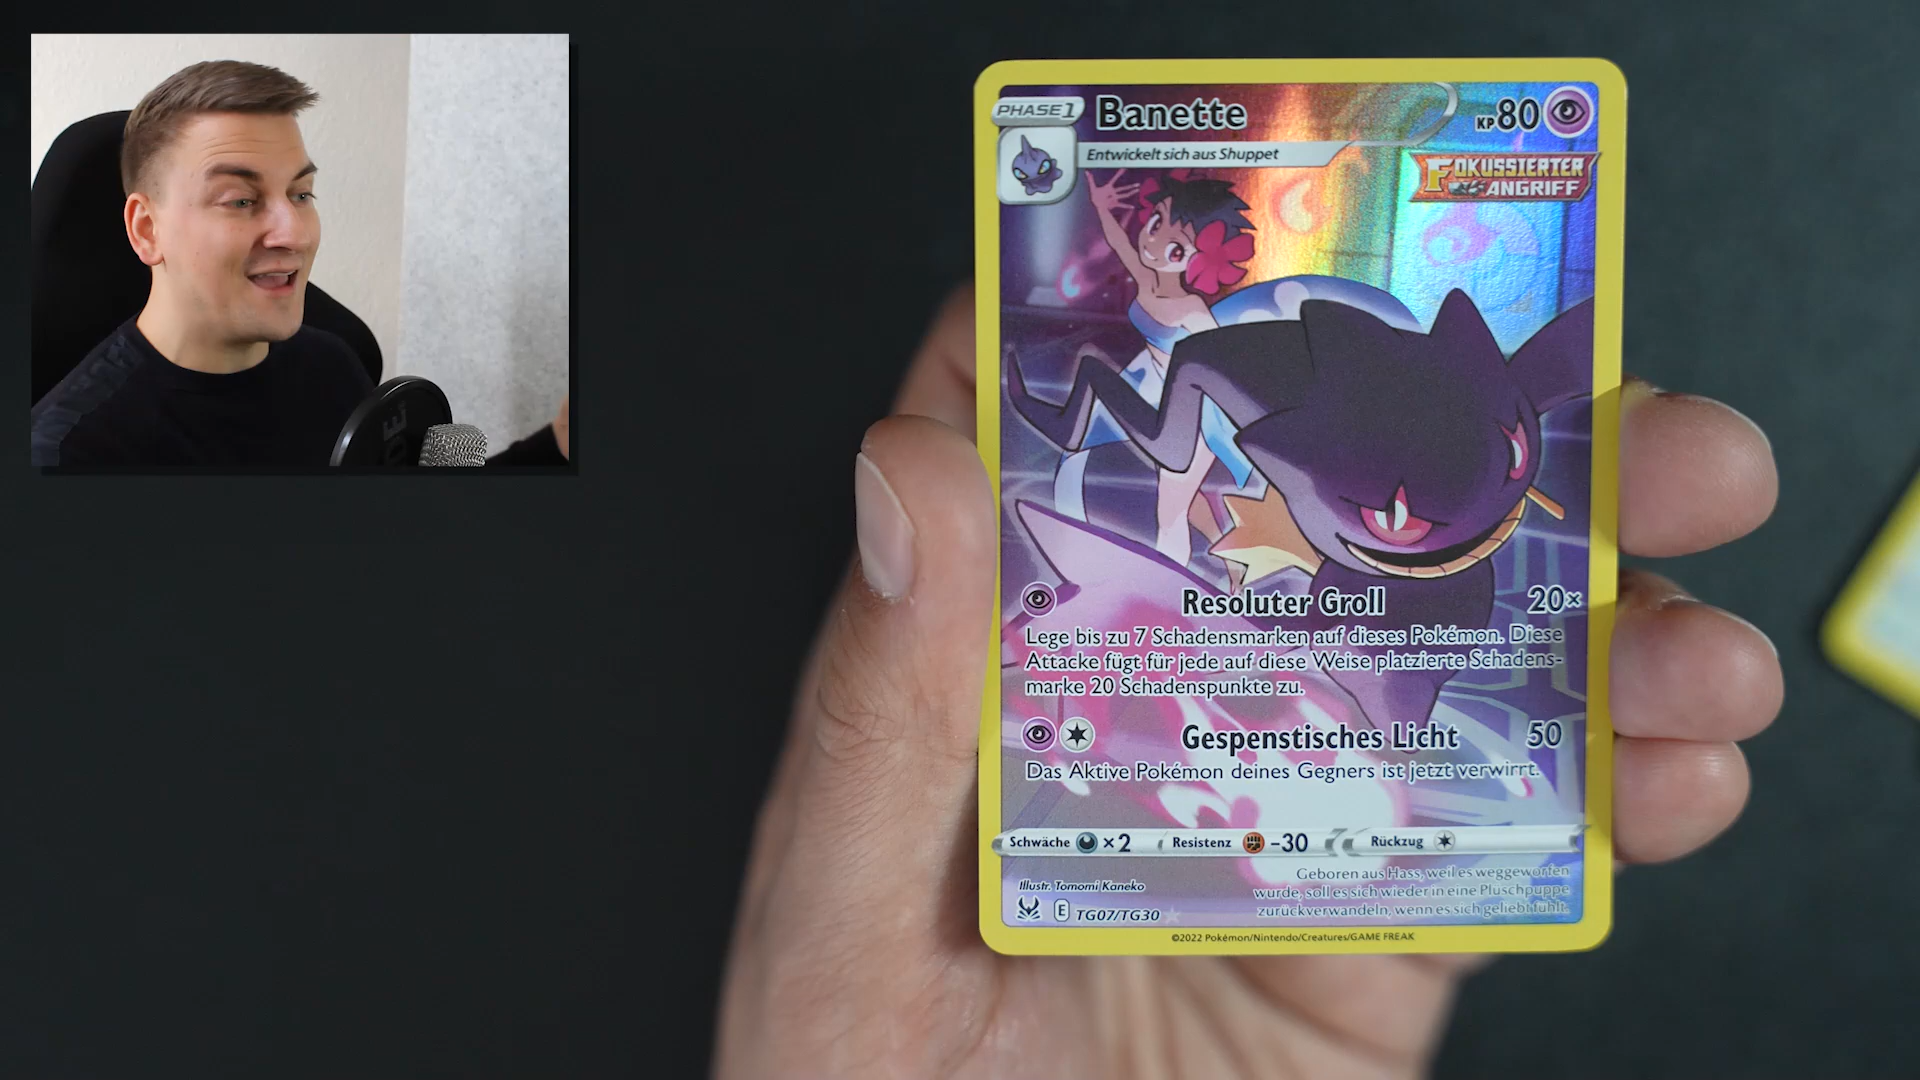 PHASE 1
Banette
KP 80
Entwickelt sich aus Shuppet
FOKUSSIERTER
ANGRIFF
Resoluter Groll 20×
Lege bis zu 7 Schadensmarken auf dieses Pokémon. Diese
Attacke fügt für jede auf diese Weise platzierte Schadens-
marke 20 Schadenspunkte zu.
Gespenstisches Licht 50
Das Aktive Pokémon deines Gegners ist jetzt verwirrt.
Schwäche ×2 Resistenz -30 Rückzug
Geboren aus Hass, weil es weggeworfen
wurde, soll es sich wieder in eine Pluschpuppe
zurückverwandeln, wenn es sich geliebt fühlt.
Illustr. Tomomi Kaneko
E TG07/TG30
©2022 Pokémon/Nintendo/Creatures/GAME FREAK